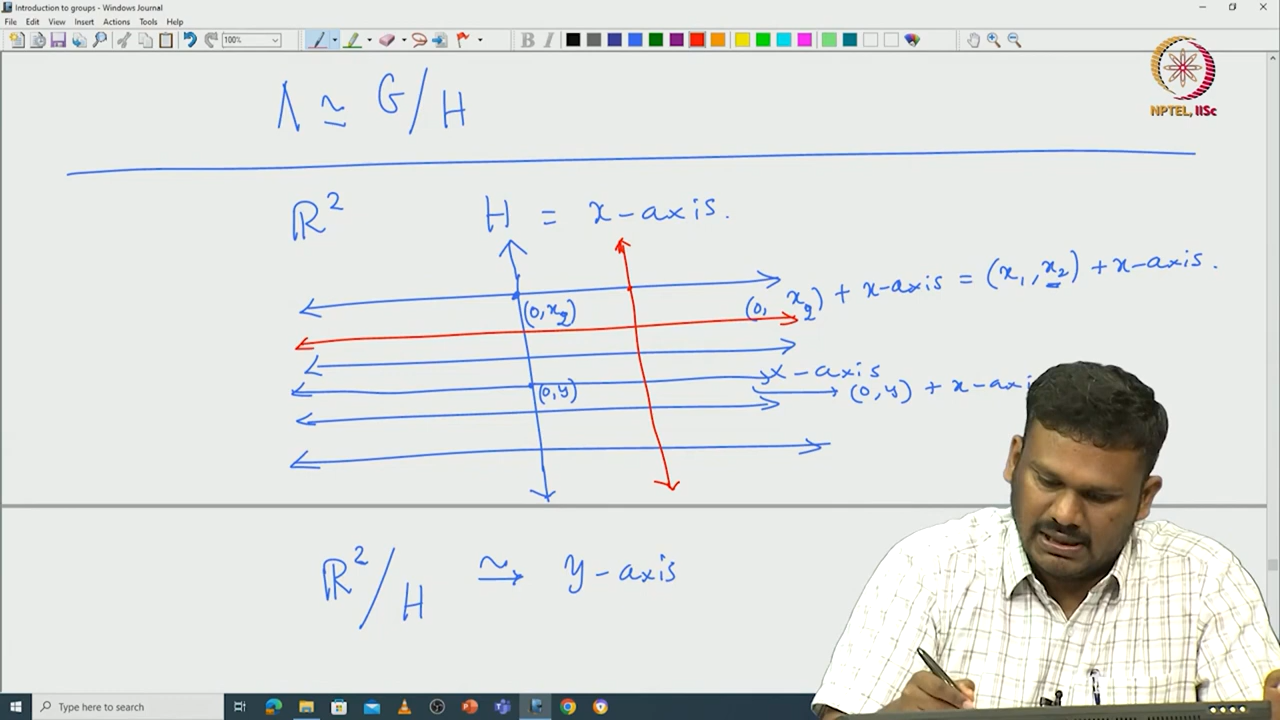 Introduction to groups - Windows Journal
File Edit View Insert Actions Tools Help
100%
B I
NPTEL, IISc
Λ ≃ G/H
ℝ² H = x-axis.
(0, x₂) + x-axis = (x₁, x₂) + x-axis.
(0, x₂)
x-axis
(0, y) (0, y) + x-axi
ℝ²/H ⥲ y-axis
Type here to search